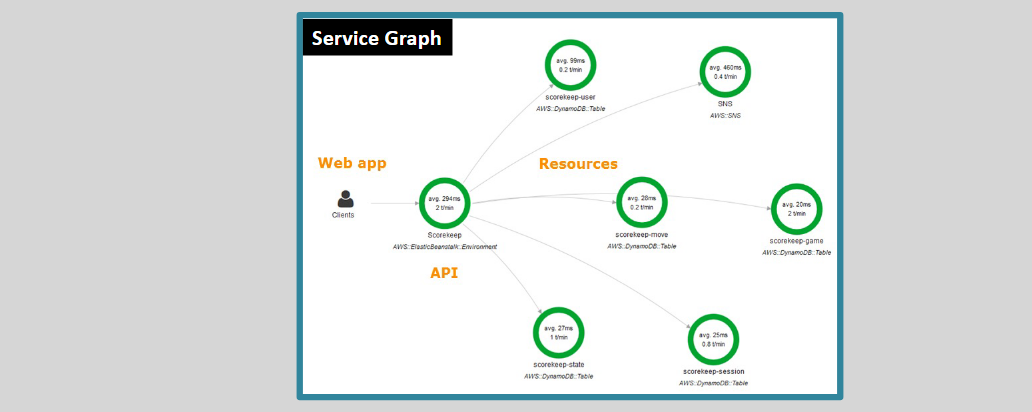 Service Graph
avg. 99ms
0.2 t/min
scorekeep-user
AWS::DynamoDB::Table
avg. 460ms
0.4 t/min
SNS
AWS::SNS
Web app
Resources
Clients
avg. 294ms
2 t/min
Scorekeep
AWS::ElasticBeanstalk::Environment
avg. 28ms
0.2 t/min
scorekeep-move
AWS::DynamoDB::Table
avg. 20ms
2 t/min
scorekeep-game
AWS::DynamoDB::Table
API
avg. 27ms
1 t/min
scorekeep-state
AWS::DynamoDB::Table
avg. 25ms
0.8 t/min
scorekeep-session
AWS::DynamoDB::Table